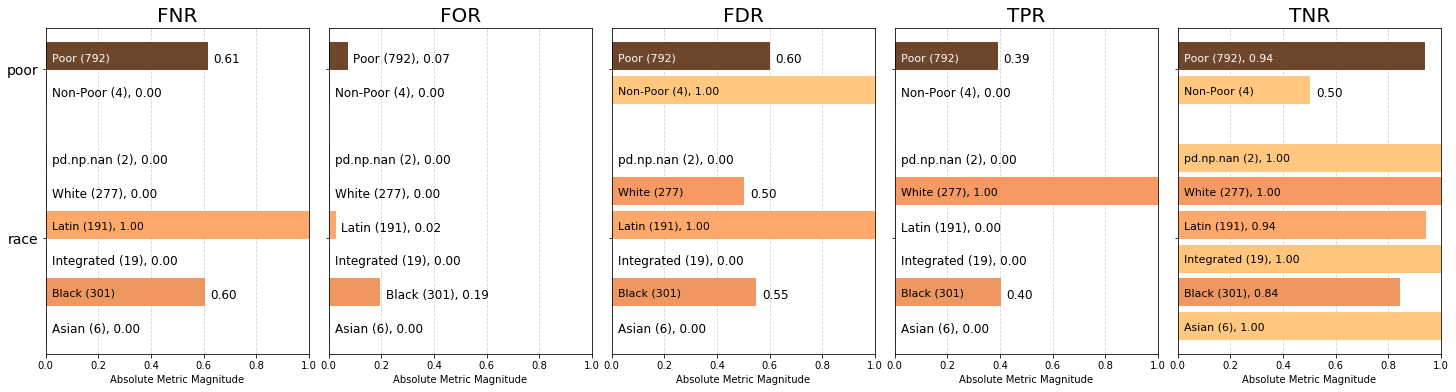 FNR
FOR
FDR
TPR
TNR
poor
race
Poor (792)
0.61
Non-Poor (4), 0.00
pd.np.nan (2), 0.00
White (277), 0.00
Latin (191), 1.00
Integrated (19), 0.00
Black (301)
0.60
Asian (6), 0.00
0.0 0.2 0.4 0.6 0.8 1.0
Absolute Metric Magnitude
Poor (792), 0.07
Non-Poor (4), 0.00
pd.np.nan (2), 0.00
White (277), 0.00
Latin (191), 0.02
Integrated (19), 0.00
Black (301), 0.19
Asian (6), 0.00
0.0 0.2 0.4 0.6 0.8 1.0
Absolute Metric Magnitude
Poor (792)
0.60
Non-Poor (4), 1.00
pd.np.nan (2), 0.00
White (277)
0.50
Latin (191), 1.00
Integrated (19), 0.00
Black (301)
0.55
Asian (6), 0.00
0.0 0.2 0.4 0.6 0.8 1.0
Absolute Metric Magnitude
Poor (792)
0.39
Non-Poor (4), 0.00
pd.np.nan (2), 0.00
White (277), 1.00
Latin (191), 0.00
Integrated (19), 0.00
Black (301)
0.40
Asian (6), 0.00
0.0 0.2 0.4 0.6 0.8 1.0
Absolute Metric Magnitude
Poor (792), 0.94
Non-Poor (4)
0.50
pd.np.nan (2), 1.00
White (277), 1.00
Latin (191), 0.94
Integrated (19), 1.00
Black (301), 0.84
Asian (6), 1.00
0.0 0.2 0.4 0.6 0.8 1.0
Absolute Metric Magnitude